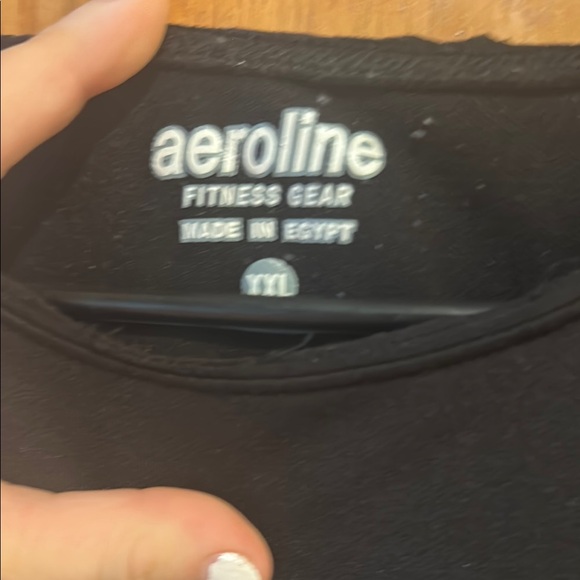 aeroline
FITNESS GEAR
MADE IN EGYPT
XXL